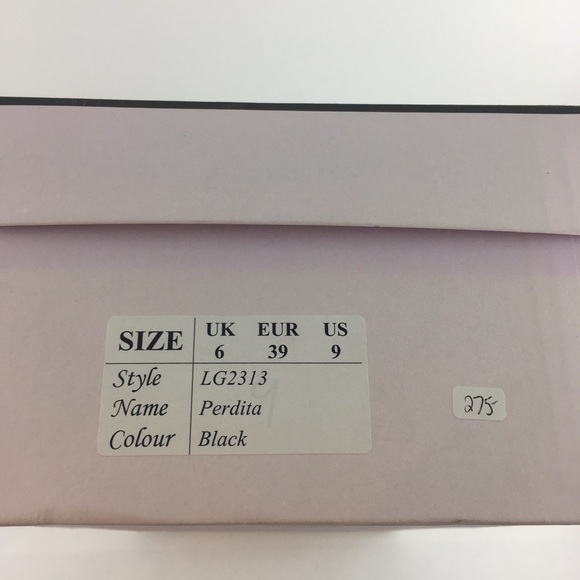 SIZE UK EUR US
6 39 9
Style LG2313
Name Perdita
Colour Black
275-